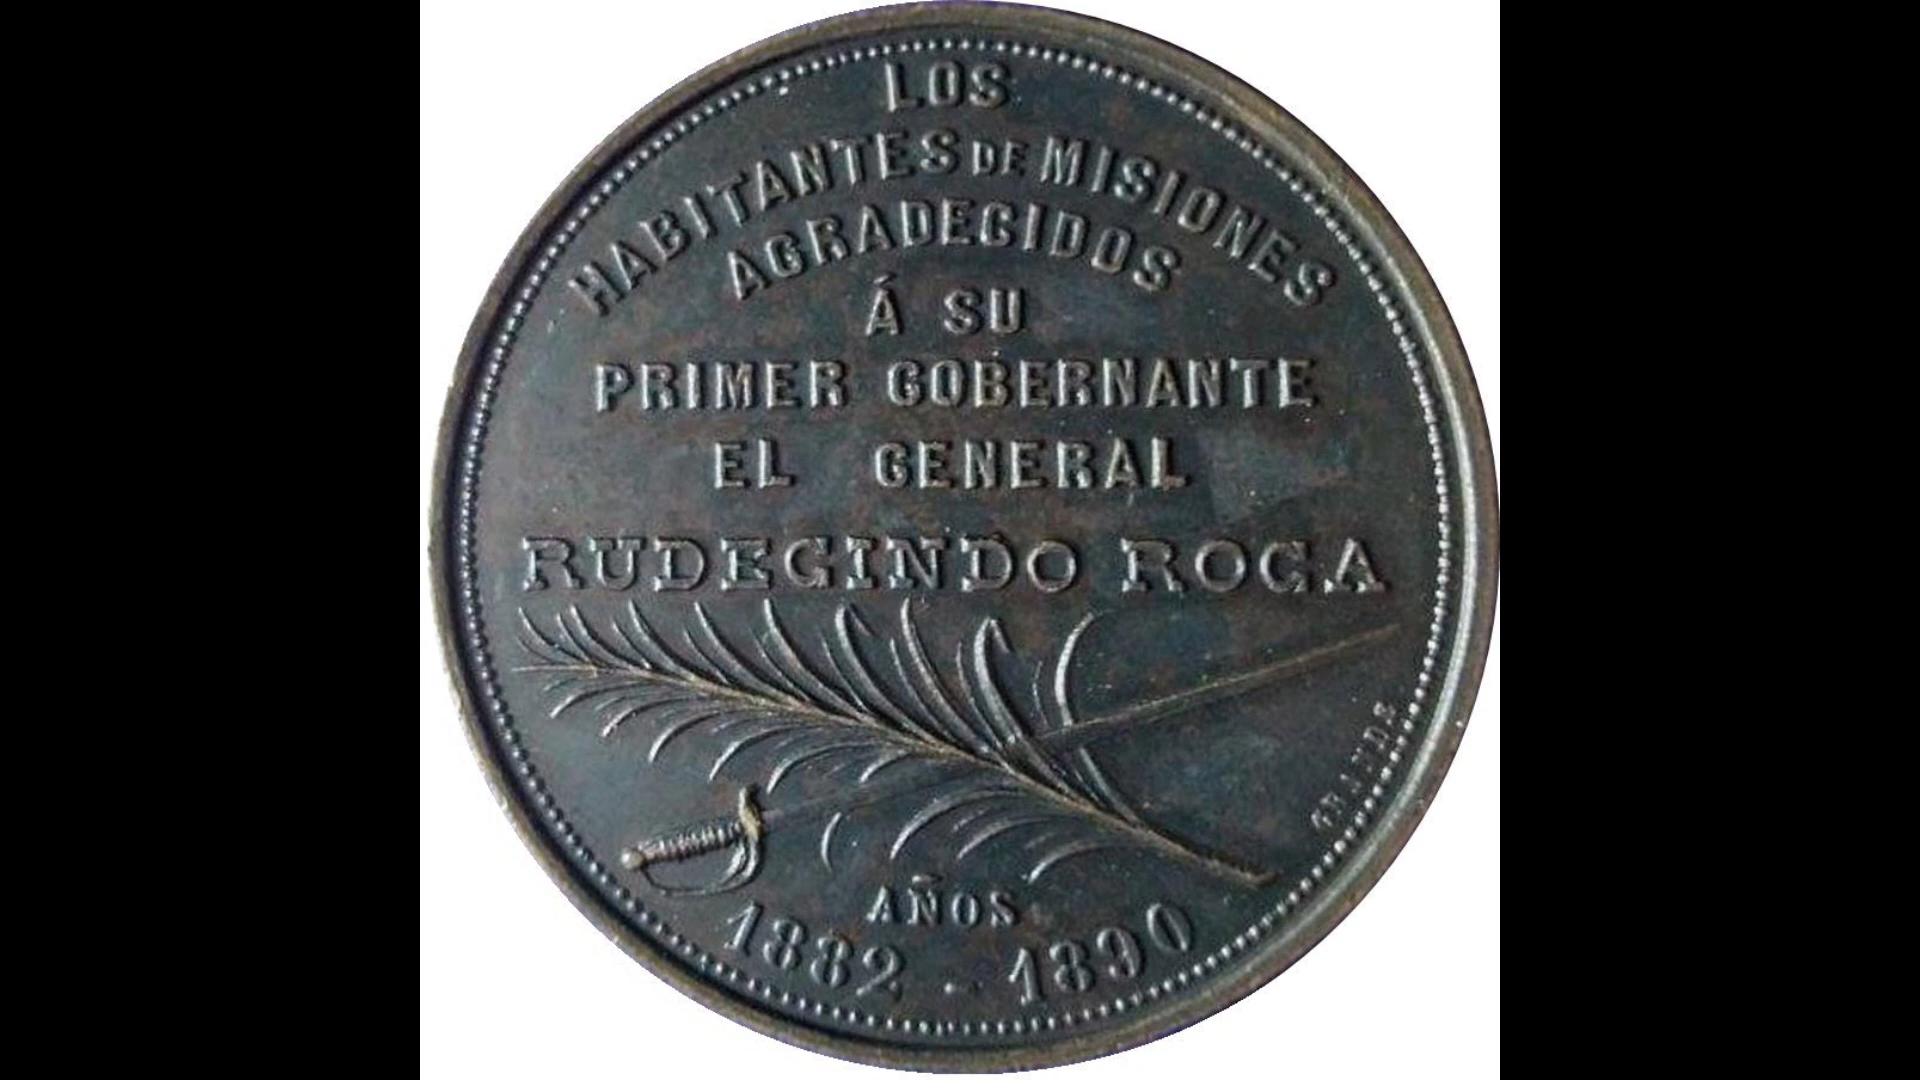 LOS
HABITANTES DE MISIONES
AGRADECIDOS
Á SU
PRIMER GOBERNANTE
EL GENERAL
RUDECINDO ROCA
AÑOS
1882 - 1890